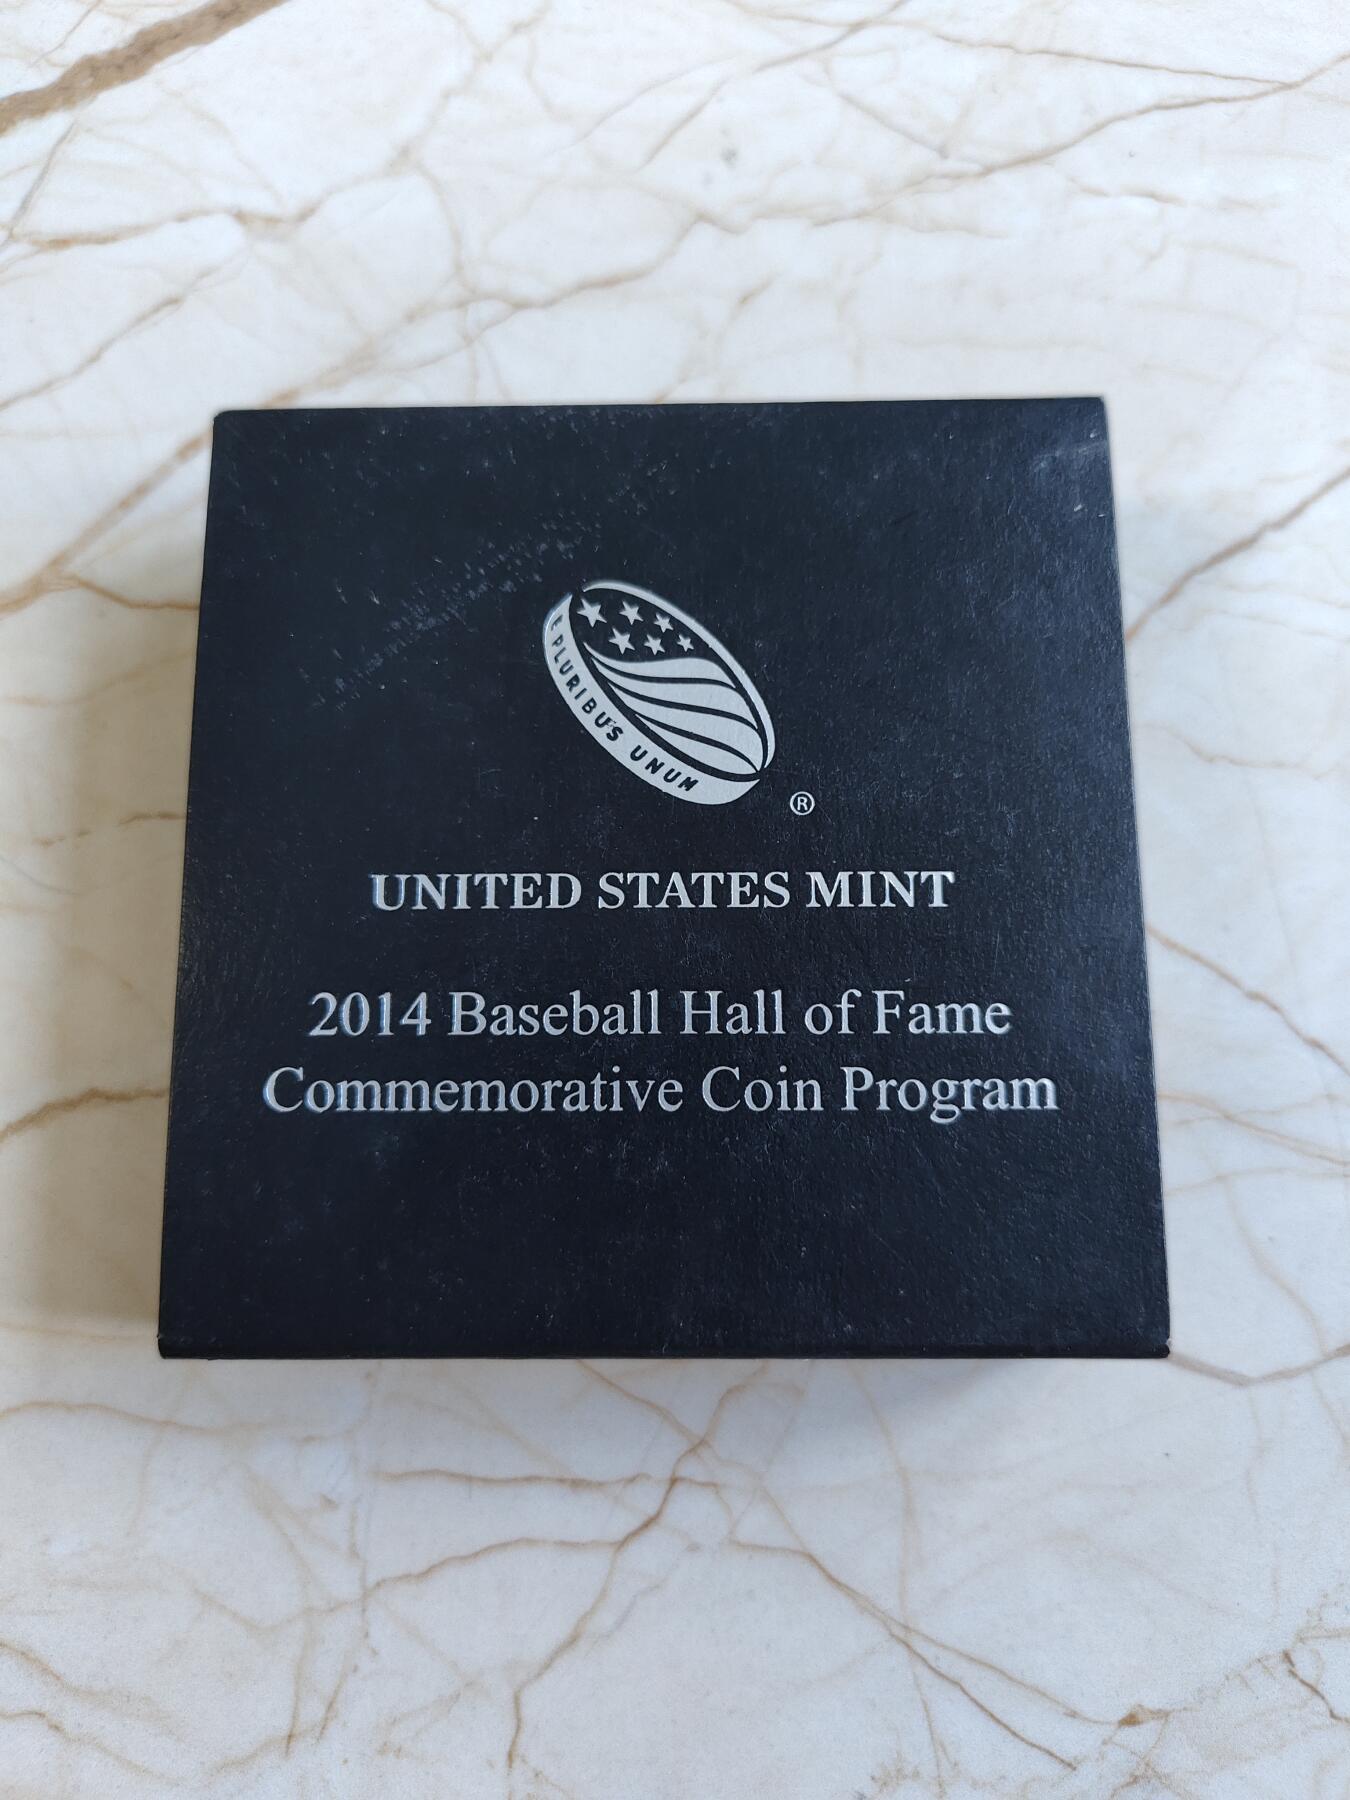 E PLURIBUS UNUM
®
UNITED STATES MINT
2014 Baseball Hall of Fame
Commemorative Coin Program